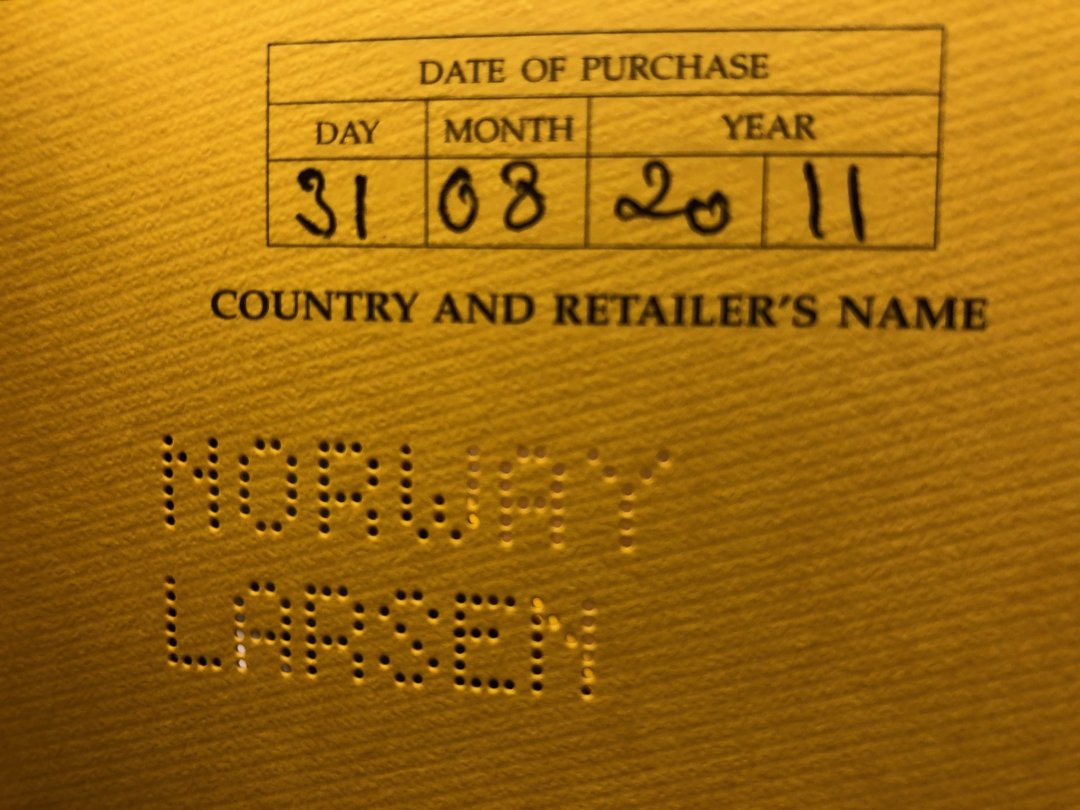 DATE OF PURCHASE
DAY MONTH YEAR
31 08 20 11
COUNTRY AND RETAILER'S NAME
NORWAY
LARSEN